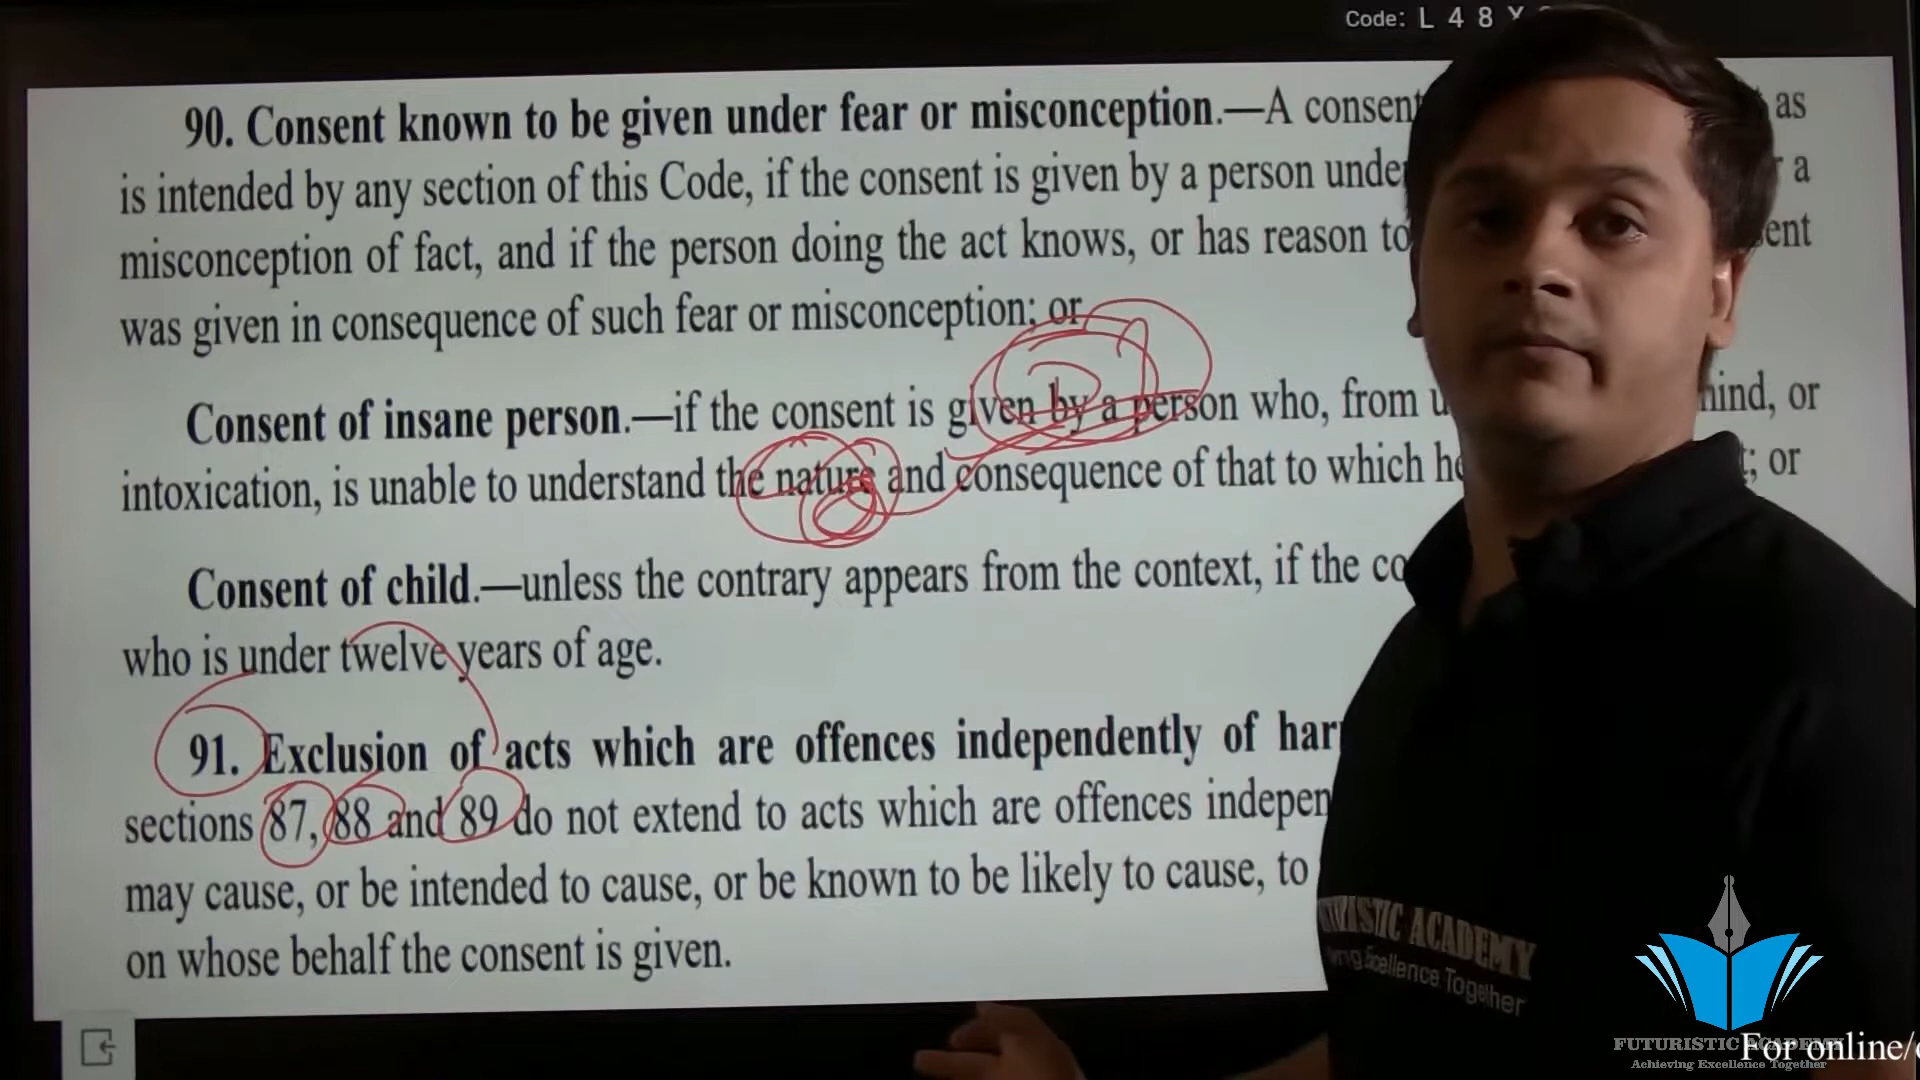 Code: L 4 8
90. Consent known to be given under fear or misconception.—A consent as
is intended by any section of this Code, if the consent is given by a person under a
misconception of fact, and if the person doing the act knows, or has reason to
was given in consequence of such fear or misconception; or
Consent of insane person.—if the consent is given by a person who, from mind, or
intoxication, is unable to understand the nature and consequence of that to which he ; or
Consent of child.—unless the contrary appears from the context, if the
who is under twelve years of age.
91. Exclusion of acts which are offences independently of
sections 87, 88 and 89 do not extend to acts which are offences
may cause, or be intended to cause, or be known to be likely to cause, to
on whose behalf the consent is given.
ACADEMY
Excellence Together
FUTURISTIC ACADEMY
Achieving Excellence Together
For online/